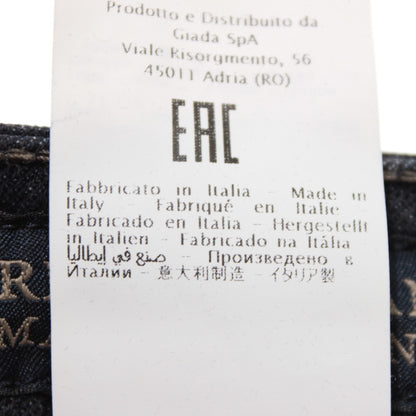 Prodotto e Distribuito da
Giada SpA
Viale Risorgimento, 56
45011 Adria (RO)
EAC
Fabbricato in Italia - Made in
Italy - Fabriqué en Italie
Fabricado en Italia - Hergestellt
in Italien - Fabricado na Itália
صنع في إيطاليا - Произведено в
Италии - 意大利制造 - イタリア製